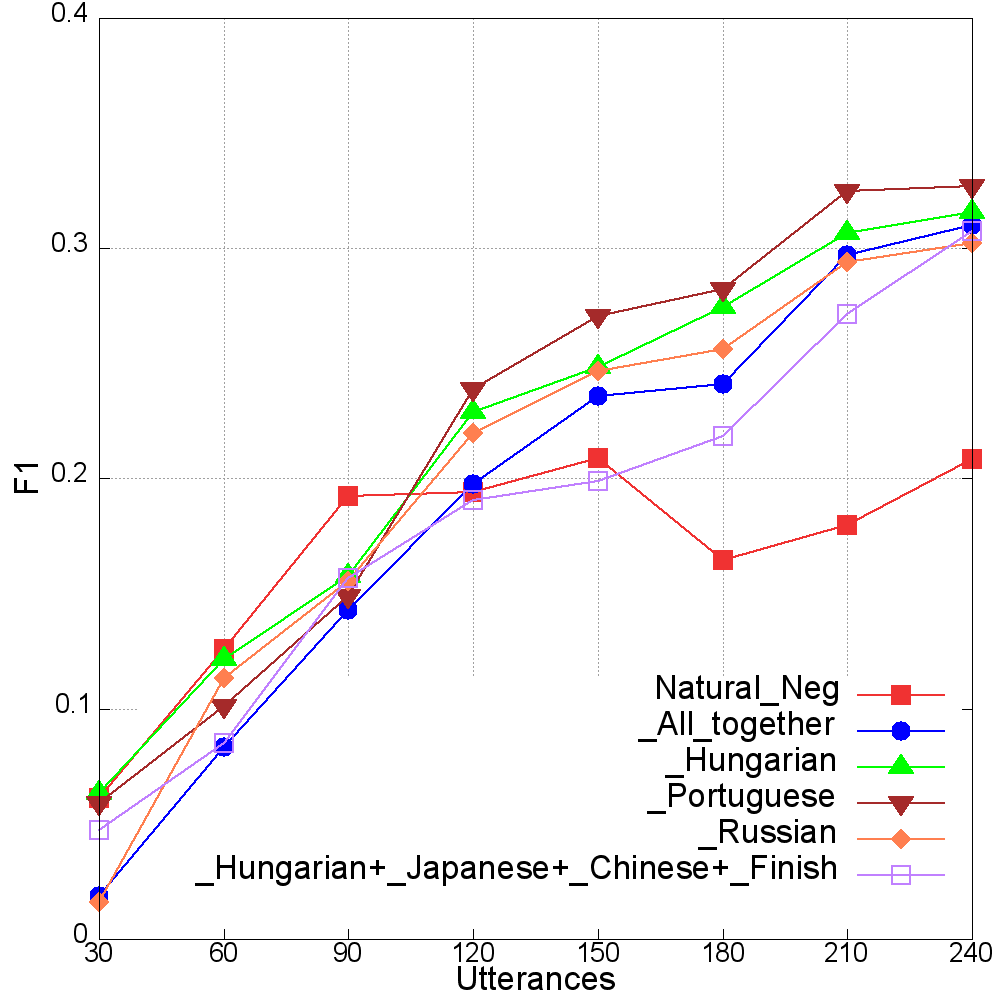 0.4
0.3
0.2
0.1
0
F1
Natural_Neg
_All_together
_Hungarian
_Portuguese
_Russian
_Hungarian+_Japanese+_Chinese+_Finish
30 60 90 120 150 180 210 240
Utterances